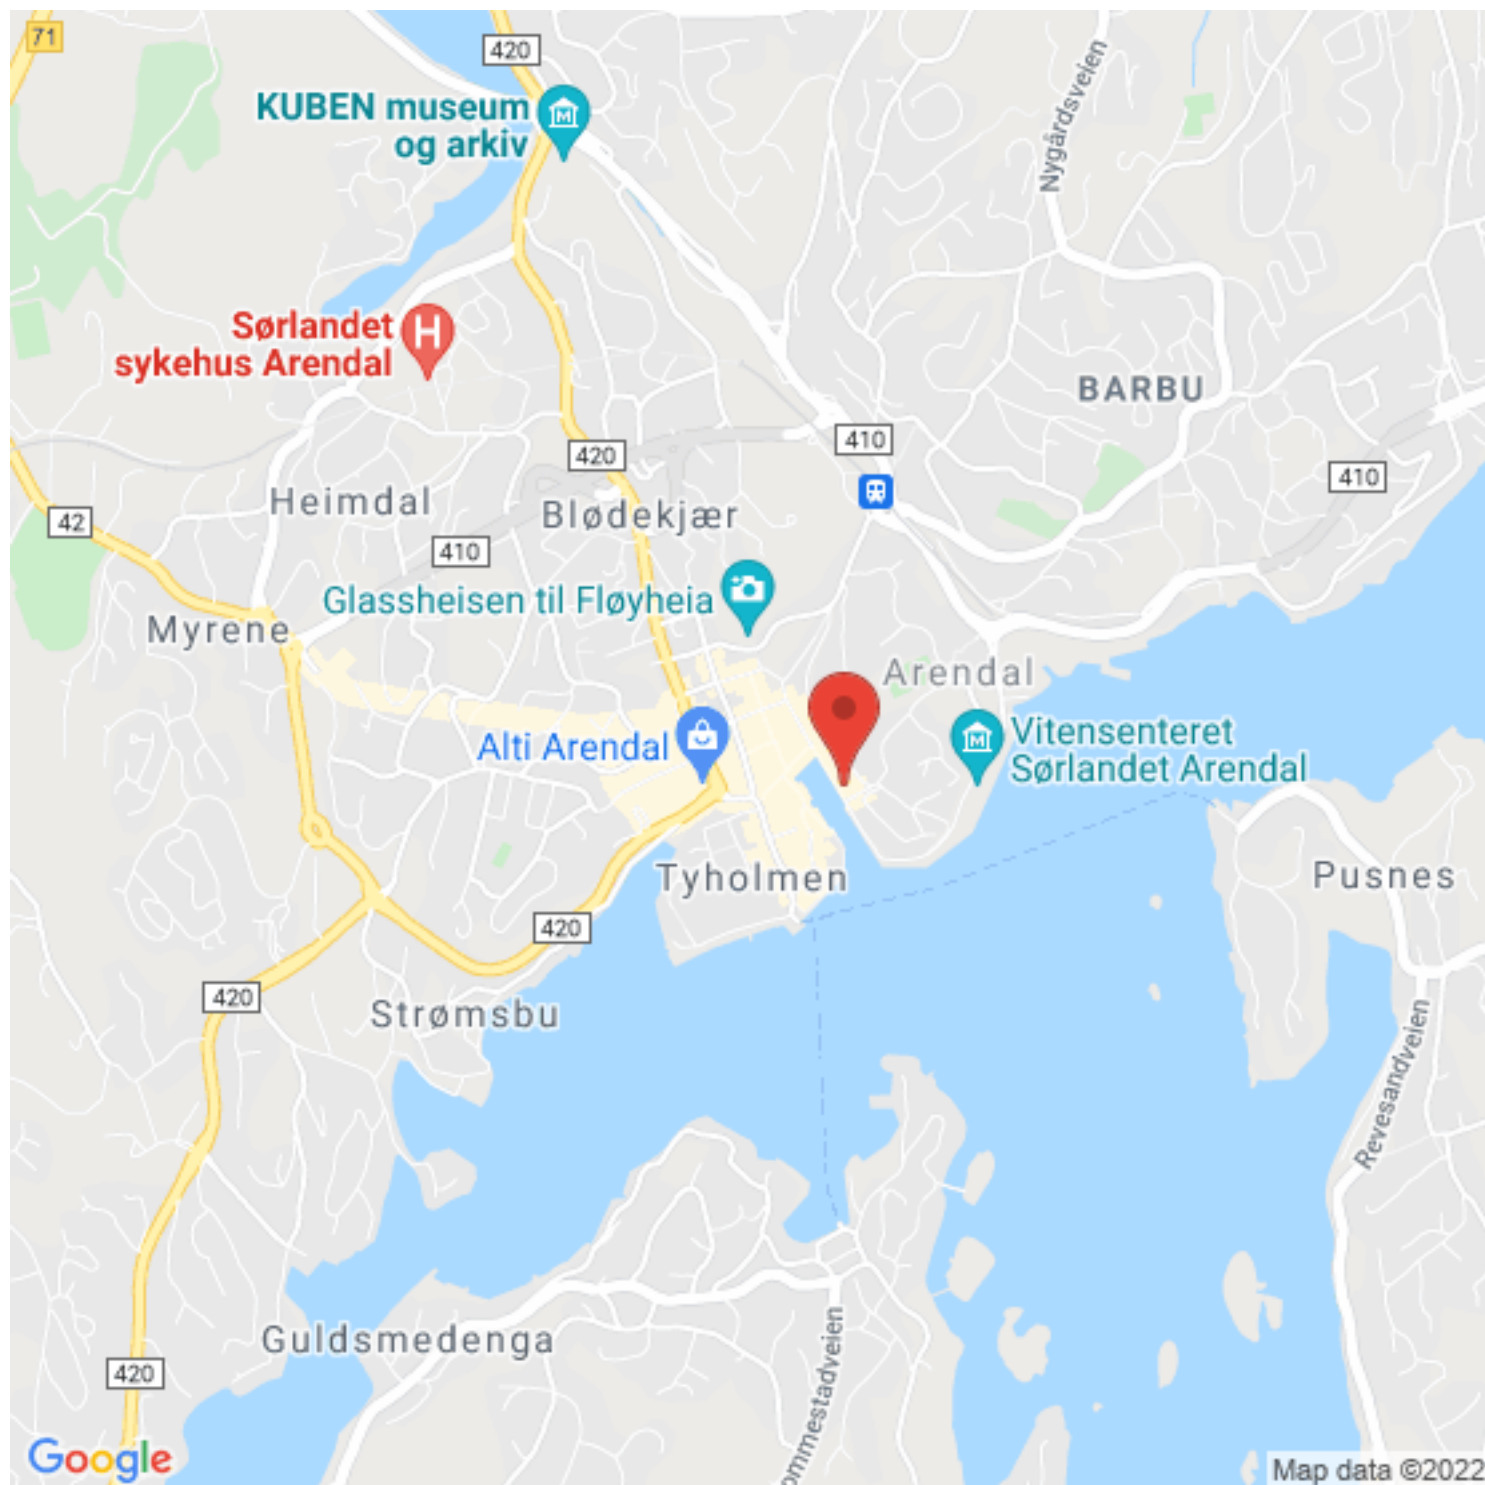 71
420
KUBEN museum
og arkiv
Nygårdsveien
Sørlandet
sykehus Arendal
BARBU
420
410
410
Heimdal
Blødekjær
42
410
Glassheisen til Fløyheia
Myrene
Arendal
Alti Arendal
Vitensenteret
Sørlandet Arendal
Tyholmen
Pusnes
420
420
Strømsbu
Revesandveien
Guldsmedenga
ommestadveien
420
Google
Map data ©2022